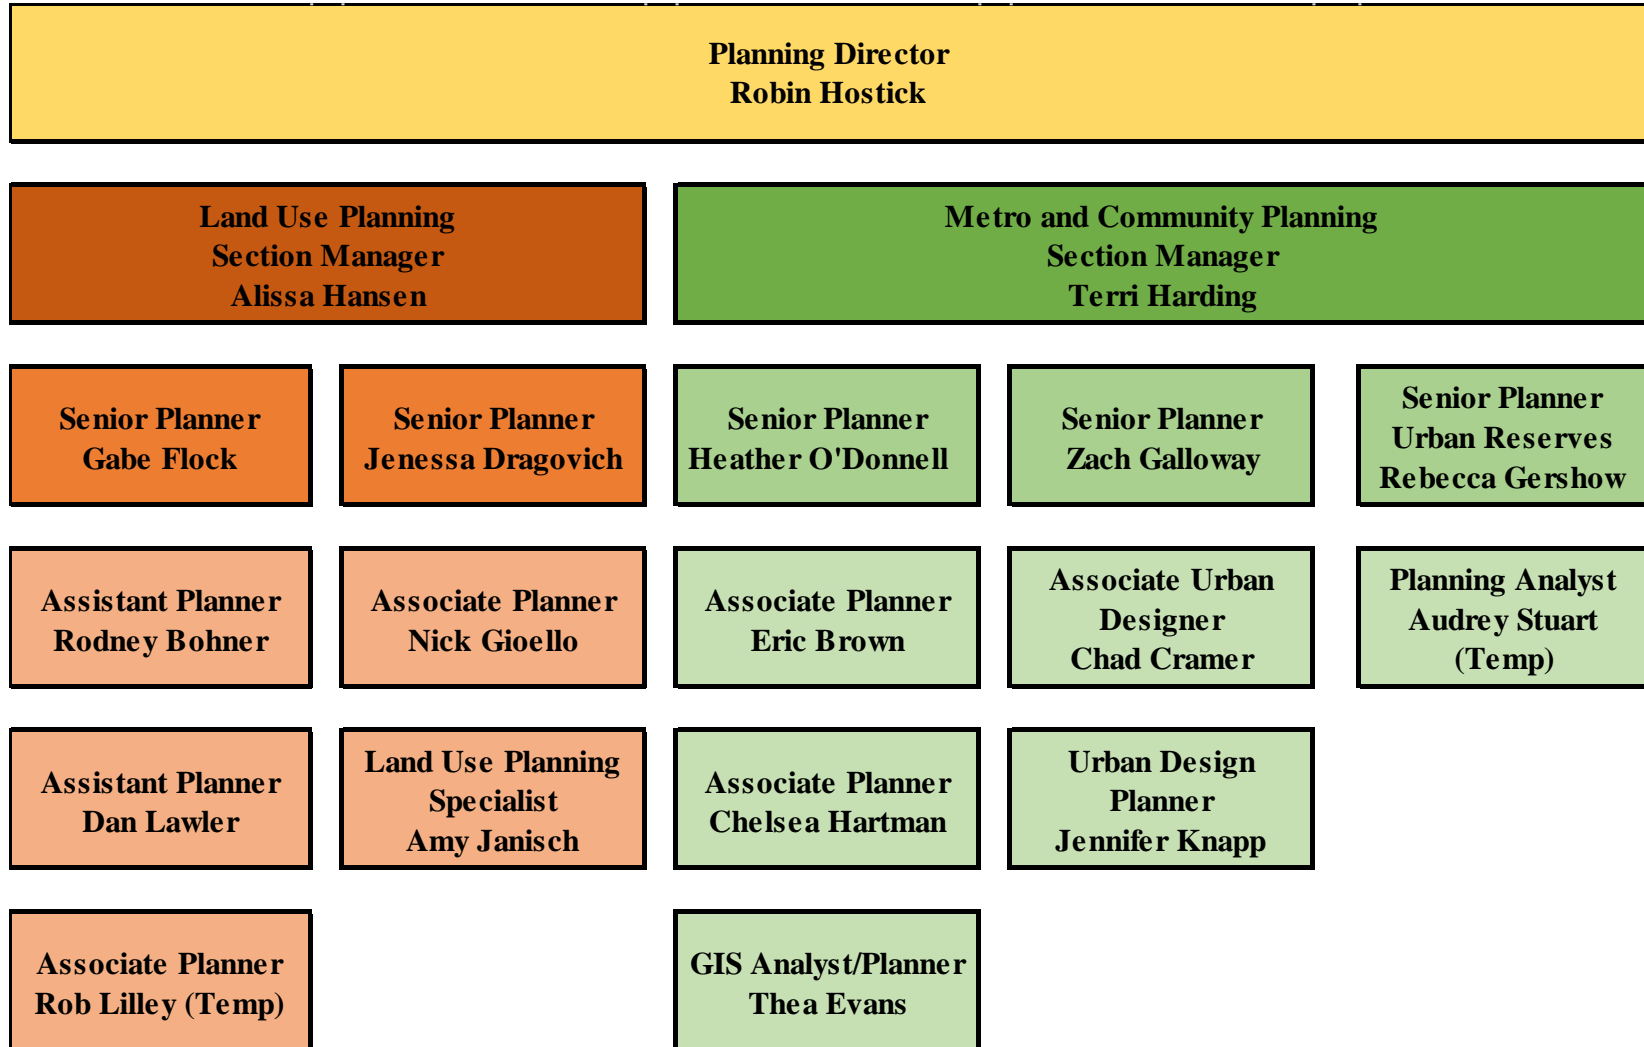 Planning Director
Robin Hostick
Land Use Planning
Section Manager
Alissa Hansen
Metro and Community Planning
Section Manager
Terri Harding
Senior Planner
Gabe Flock
Senior Planner
Jenessa Dragovich
Senior Planner
Heather O'Donnell
Senior Planner
Zach Galloway
Senior Planner
Urban Reserves
Rebecca Gershow
Assistant Planner
Rodney Bohner
Associate Planner
Nick Gioello
Associate Planner
Eric Brown
Associate Urban
Designer
Chad Cramer
Planning Analyst
Audrey Stuart
(Temp)
Assistant Planner
Dan Lawler
Land Use Planning
Specialist
Amy Janisch
Associate Planner
Chelsea Hartman
Urban Design
Planner
Jennifer Knapp
Associate Planner
Rob Lilley (Temp)
GIS Analyst/Planner
Thea Evans